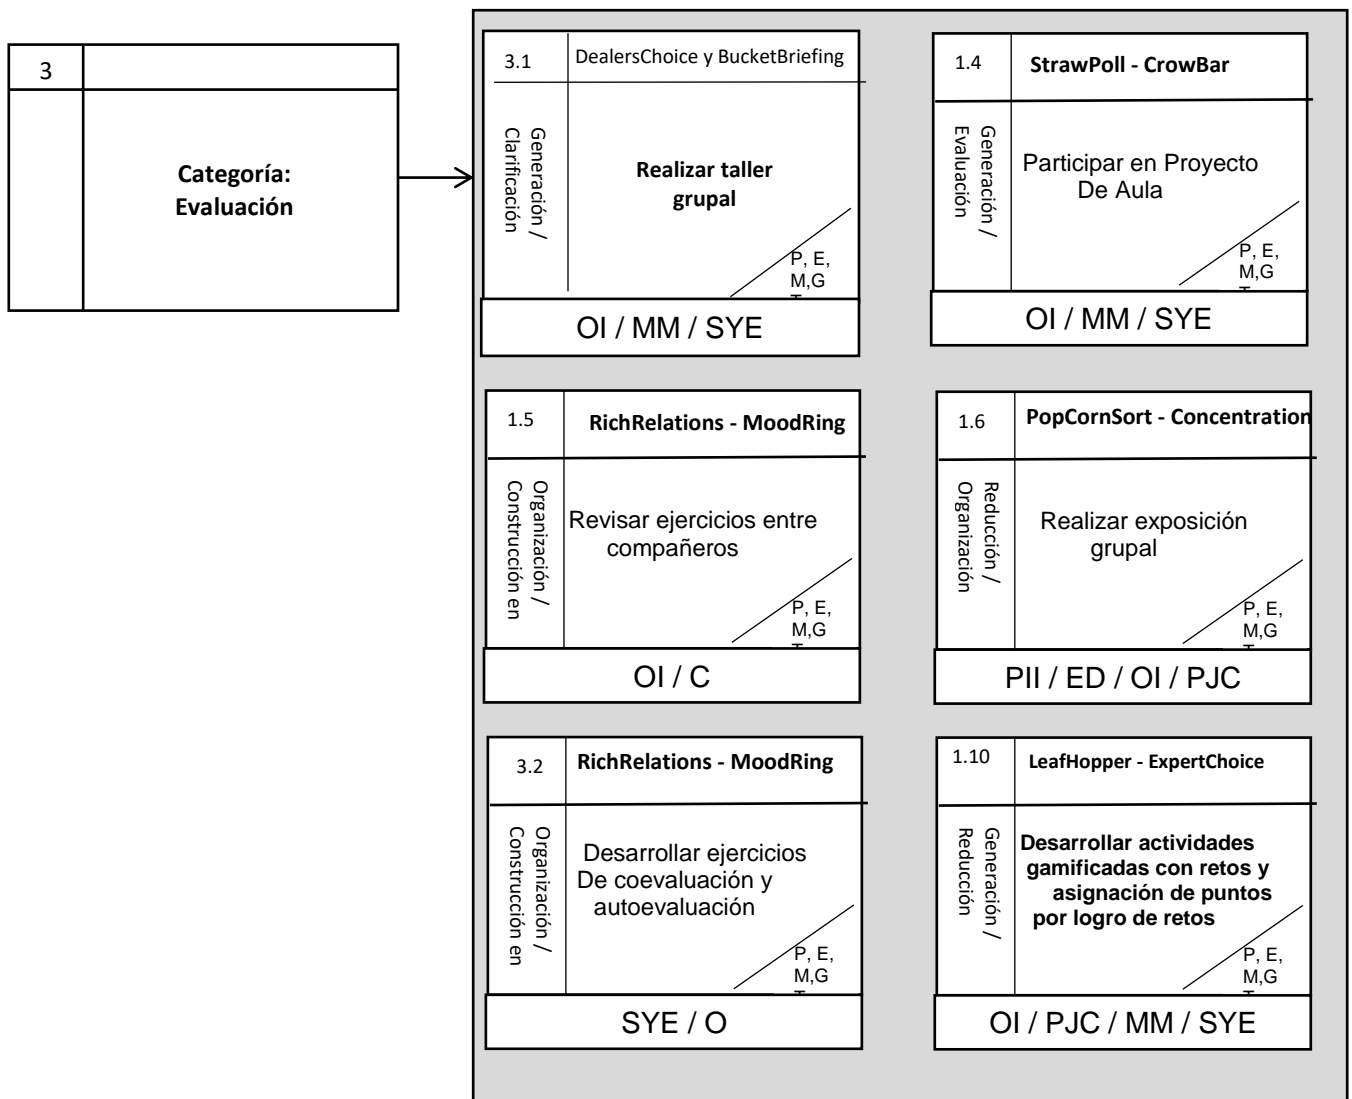 3
Categoría:
Evaluación
3.1
DealersChoice y BucketBriefing
Generación /
Clarificación
Realizar taller
grupal
P, E,
M,G
OI / MM / SYE
1.4
StrawPoll - CrowBar
Generación /
Evaluación
Participar en Proyecto
De Aula
P, E,
M,G
OI / MM / SYE
1.5
RichRelations - MoodRing
Organización /
Construcción en
Revisar ejercicios entre
compañeros
P, E,
M,G
OI / C
1.6
PopCornSort - Concentration
Reducción /
Organización
Realizar exposición
grupal
P, E,
M,G
PII / ED / OI / PJC
3.2
RichRelations - MoodRing
Organización /
Construcción en
Desarrollar ejercicios
De coevaluación y
autoevaluación
P, E,
M,G
SYE / O
1.10
LeafHopper - ExpertChoice
Generación /
Reducción
Desarrollar actividades
gamificadas con retos y
asignación de puntos
por logro de retos
P, E,
M,G
OI / PJC / MM / SYE